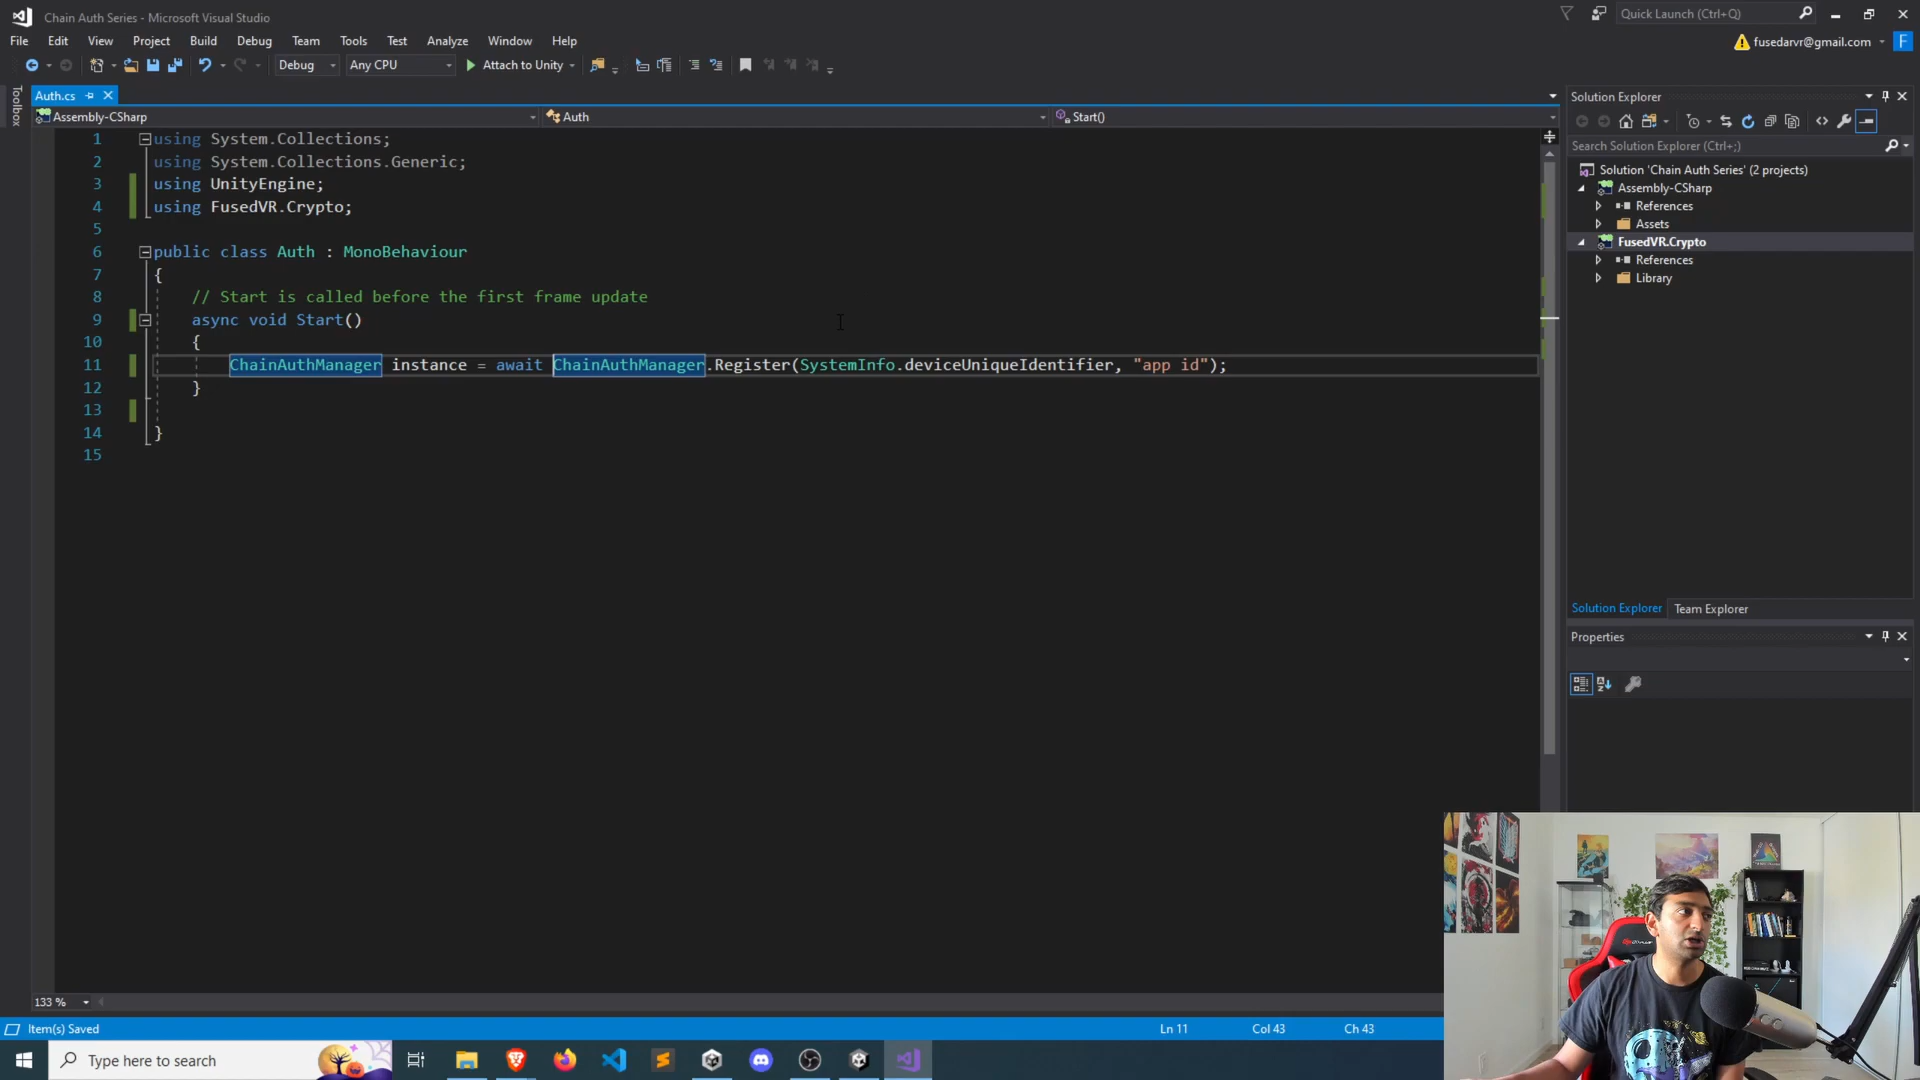 Chain Auth Series - Microsoft Visual Studio
Quick Launch (Ctrl+Q)
File Edit View Project Build Debug Team Tools Test Analyze Window Help
fusedarvr@gmail.com
F
Debug Any CPU Attach to Unity
Toolbox
Auth.cs
Assembly-CSharp Auth Start()
1 using System.Collections;
2 using System.Collections.Generic;
3 using UnityEngine;
4 using FusedVR.Crypto;
5
6 public class Auth : MonoBehaviour
7 {
8 // Start is called before the first frame update
9 async void Start()
10 {
11 ChainAuthManager instance = await ChainAuthManager.Register(SystemInfo.deviceUniqueIdentifier, "app id");
12 }
13
14 }
15
Solution Explorer
Search Solution Explorer (Ctrl+;)
Solution 'Chain Auth Series' (2 projects)
Assembly-CSharp
References
Assets
FusedVR.Crypto
References
Library
Solution Explorer Team Explorer
Properties
133 %
Item(s) Saved Ln 11 Col 43 Ch 43
Type here to search